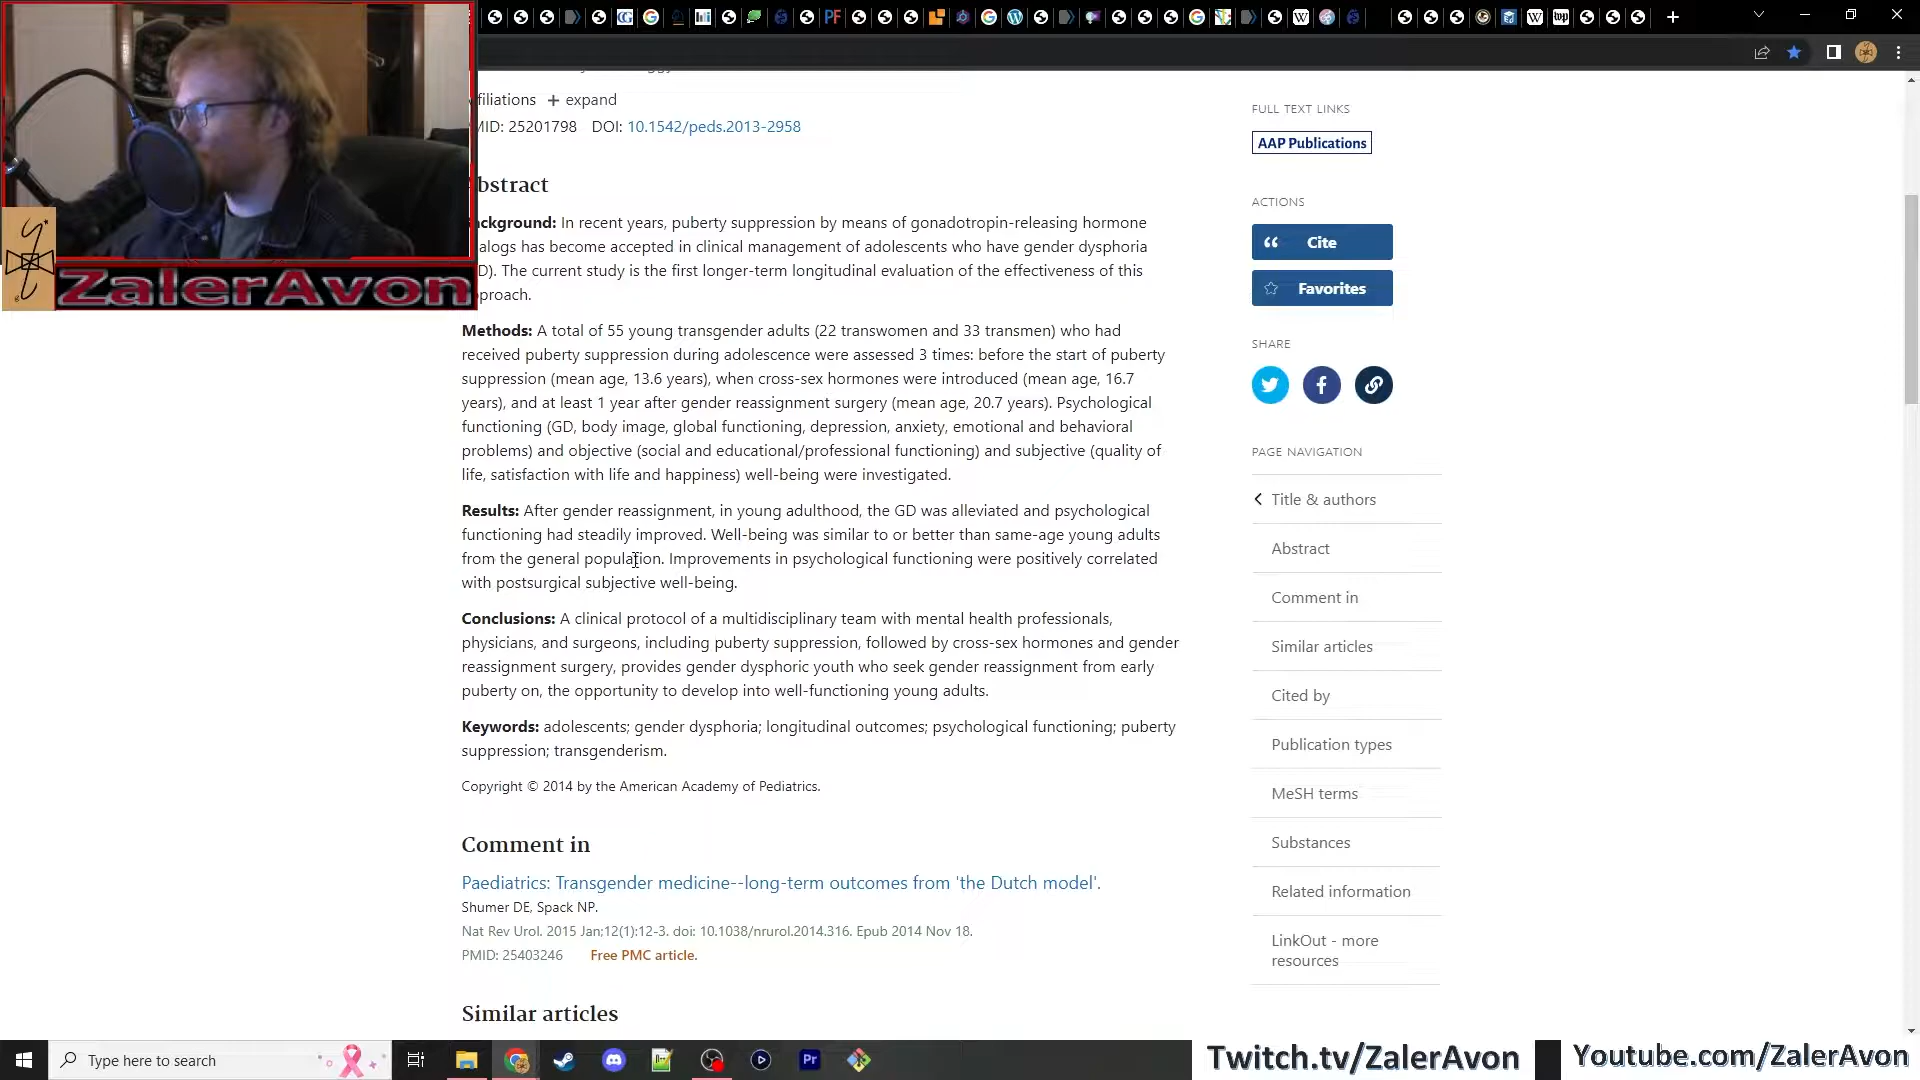 PF
W
W
wp
filiations + expand
MID: 25201798 DOI: 10.1542/peds.2013-2958
bstract
ckground: In recent years, puberty suppression by means of gonadotropin-releasing hormone
alogs has become accepted in clinical management of adolescents who have gender dysphoria
D). The current study is the first longer-term longitudinal evaluation of the effectiveness of this
proach.
ZalerAvon
Methods: A total of 55 young transgender adults (22 transwomen and 33 transmen) who had
received puberty suppression during adolescence were assessed 3 times: before the start of puberty
suppression (mean age, 13.6 years), when cross-sex hormones were introduced (mean age, 16.7
years), and at least 1 year after gender reassignment surgery (mean age, 20.7 years). Psychological
functioning (GD, body image, global functioning, depression, anxiety, emotional and behavioral
problems) and objective (social and educational/professional functioning) and subjective (quality of
life, satisfaction with life and happiness) well-being were investigated.
Results: After gender reassignment, in young adulthood, the GD was alleviated and psychological
functioning had steadily improved. Well-being was similar to or better than same-age young adults
from the general population. Improvements in psychological functioning were positively correlated
with postsurgical subjective well-being.
Conclusions: A clinical protocol of a multidisciplinary team with mental health professionals,
physicians, and surgeons, including puberty suppression, followed by cross-sex hormones and gender
reassignment surgery, provides gender dysphoric youth who seek gender reassignment from early
puberty on, the opportunity to develop into well-functioning young adults.
Keywords: adolescents; gender dysphoria; longitudinal outcomes; psychological functioning; puberty
suppression; transgenderism.
Copyright © 2014 by the American Academy of Pediatrics.
Comment in
Paediatrics: Transgender medicine--long-term outcomes from 'the Dutch model'.
Shumer DE, Spack NP.
Nat Rev Urol. 2015 Jan;12(1):12-3. doi: 10.1038/nrurol.2014.316. Epub 2014 Nov 18.
PMID: 25403246 Free PMC article.
Similar articles
FULL TEXT LINKS
AAP Publications
ACTIONS
Cite
Favorites
SHARE
PAGE NAVIGATION
Title & authors
Abstract
Comment in
Similar articles
Cited by
Publication types
MeSH terms
Substances
Related information
LinkOut - more
resources
Type here to search
Pr
Twitch.tv/ZalerAvon
Youtube.com/ZalerAvon